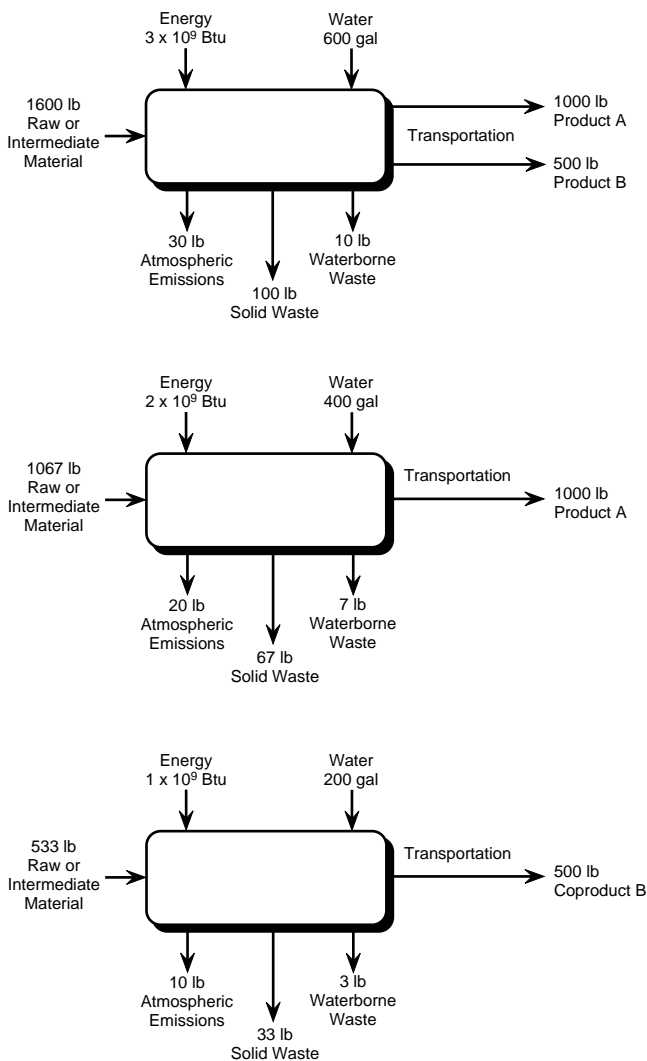 Energy
3 x 10⁹ Btu
Water
600 gal
1600 lb
Raw or
Intermediate
Material
Transportation
1000 lb
Product A
500 lb
Product B
30 lb
Atmospheric
Emissions
100 lb
Solid Waste
10 lb
Waterborne
Waste
Energy
2 x 10⁹ Btu
Water
400 gal
1067 lb
Raw or
Intermediate
Material
Transportation
1000 lb
Product A
20 lb
Atmospheric
Emissions
67 lb
Solid Waste
7 lb
Waterborne
Waste
Energy
1 x 10⁹ Btu
Water
200 gal
533 lb
Raw or
Intermediate
Material
Transportation
500 lb
Coproduct B
10 lb
Atmospheric
Emissions
33 lb
Solid Waste
3 lb
Waterborne
Waste